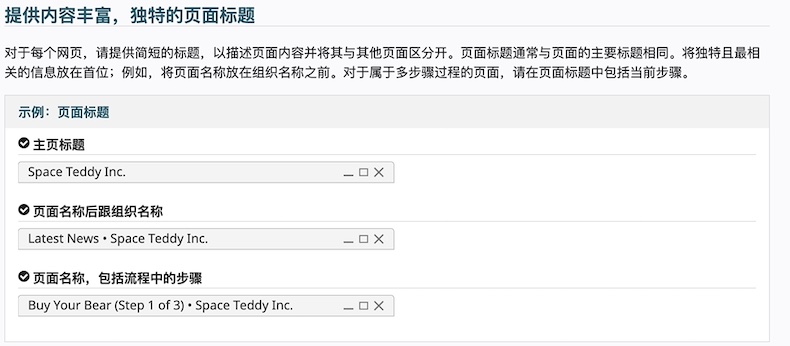 提供内容丰富，独特的页面标题
对于每个网页，请提供简短的标题，以描述页面内容并将其与其他页面区分开。页面标题通常与页面的主要标题相同。将独特且最相
关的信息放在首位；例如，将页面名称放在组织名称之前。对于属于多步骤过程的页面，请在页面标题中包括当前步骤。
示例：页面标题
主页标题
Space Teddy Inc.
页面名称后跟组织名称
Latest News • Space Teddy Inc.
页面名称，包括流程中的步骤
Buy Your Bear (Step 1 of 3) • Space Teddy Inc.